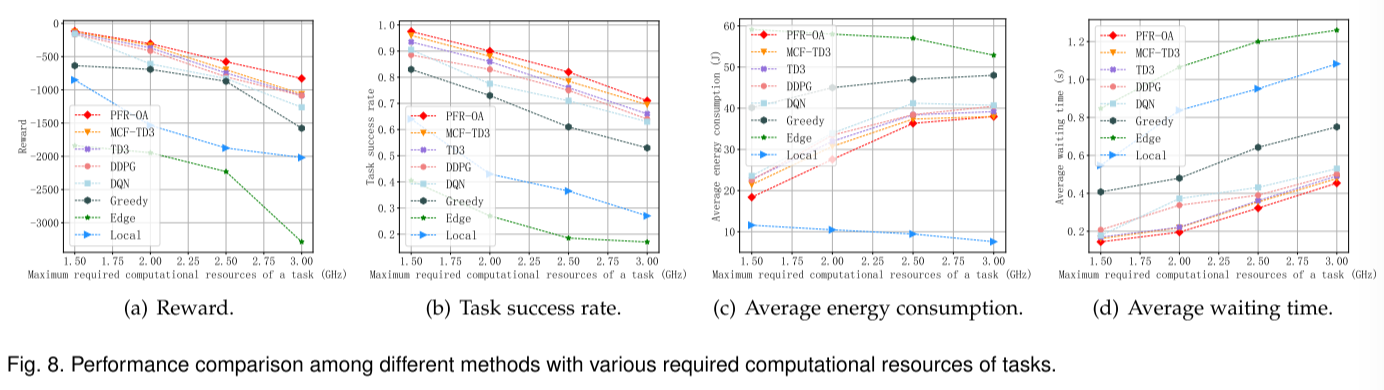 0
-500
-1000
-1500
-2000
-2500
-3000
Reward
PFR-OA
MCF-TD3
TD3
DDPG
DQN
Greedy
Edge
Local
1.50 1.75 2.00 2.25 2.50 2.75 3.00
Maximum required computational resources of a task (GHz)
(a) Reward.
1.0
0.9
0.8
0.7
0.6
0.5
0.4
0.3
0.2
Task success rate
PFR-OA
MCF-TD3
TD3
DDPG
DQN
Greedy
Edge
Local
1.50 1.75 2.00 2.25 2.50 2.75 3.00
Maximum required computational resources of a task (GHz)
(b) Task success rate.
60
50
40
30
20
10
Average energy consumption (J)
PFR-OA
MCF-TD3
TD3
DDPG
DQN
Greedy
Edge
Local
1.50 1.75 2.00 2.25 2.50 2.75 3.00
Maximum required computational resources of a task (GHz)
(c) Average energy consumption.
1.2
1.0
0.8
0.6
0.4
0.2
Average waiting time (s)
PFR-OA
MCF-TD3
TD3
DDPG
DQN
Greedy
Edge
Local
1.50 1.75 2.00 2.25 2.50 2.75 3.00
Maximum required computational resources of a task (GHz)
(d) Average waiting time.
Fig. 8. Performance comparison among different methods with various required computational resources of tasks.